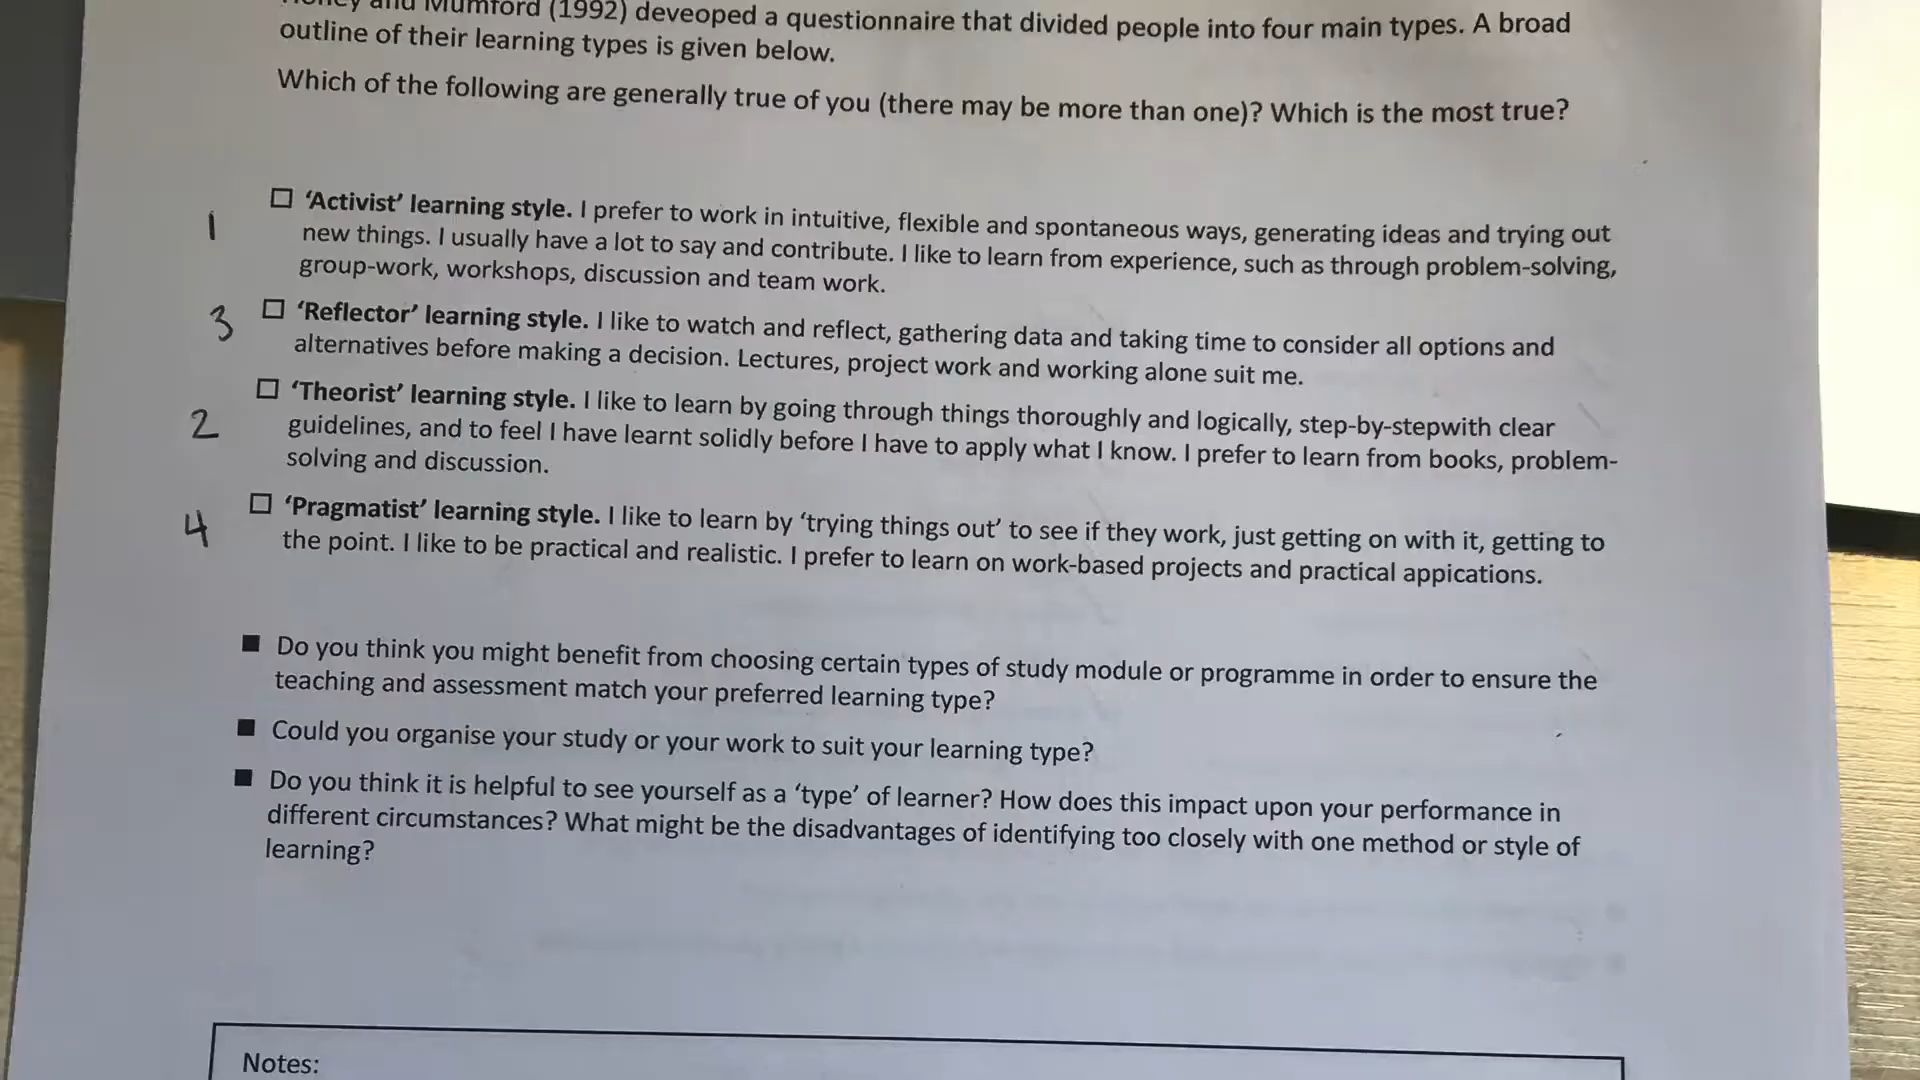 Honey and Mumford (1992) deveoped a questionnaire that divided people into four main types. A broad
outline of their learning types is given below.
Which of the following are generally true of you (there may be more than one)? Which is the most true?
1
‘Activist’ learning style. I prefer to work in intuitive, flexible and spontaneous ways, generating ideas and trying out
new things. I usually have a lot to say and contribute. I like to learn from experience, such as through problem-solving,
group-work, workshops, discussion and team work.
3
‘Reflector’ learning style. I like to watch and reflect, gathering data and taking time to consider all options and
alternatives before making a decision. Lectures, project work and working alone suit me.
2
‘Theorist’ learning style. I like to learn by going through things thoroughly and logically, step-by-stepwith clear
guidelines, and to feel I have learnt solidly before I have to apply what I know. I prefer to learn from books, problem-
solving and discussion.
4
‘Pragmatist’ learning style. I like to learn by ‘trying things out’ to see if they work, just getting on with it, getting to
the point. I like to be practical and realistic. I prefer to learn on work-based projects and practical appications.
Do you think you might benefit from choosing certain types of study module or programme in order to ensure the
teaching and assessment match your preferred learning type?
Could you organise your study or your work to suit your learning type?
Do you think it is helpful to see yourself as a ‘type’ of learner? How does this impact upon your performance in
different circumstances? What might be the disadvantages of identifying too closely with one method or style of
learning?
Notes: